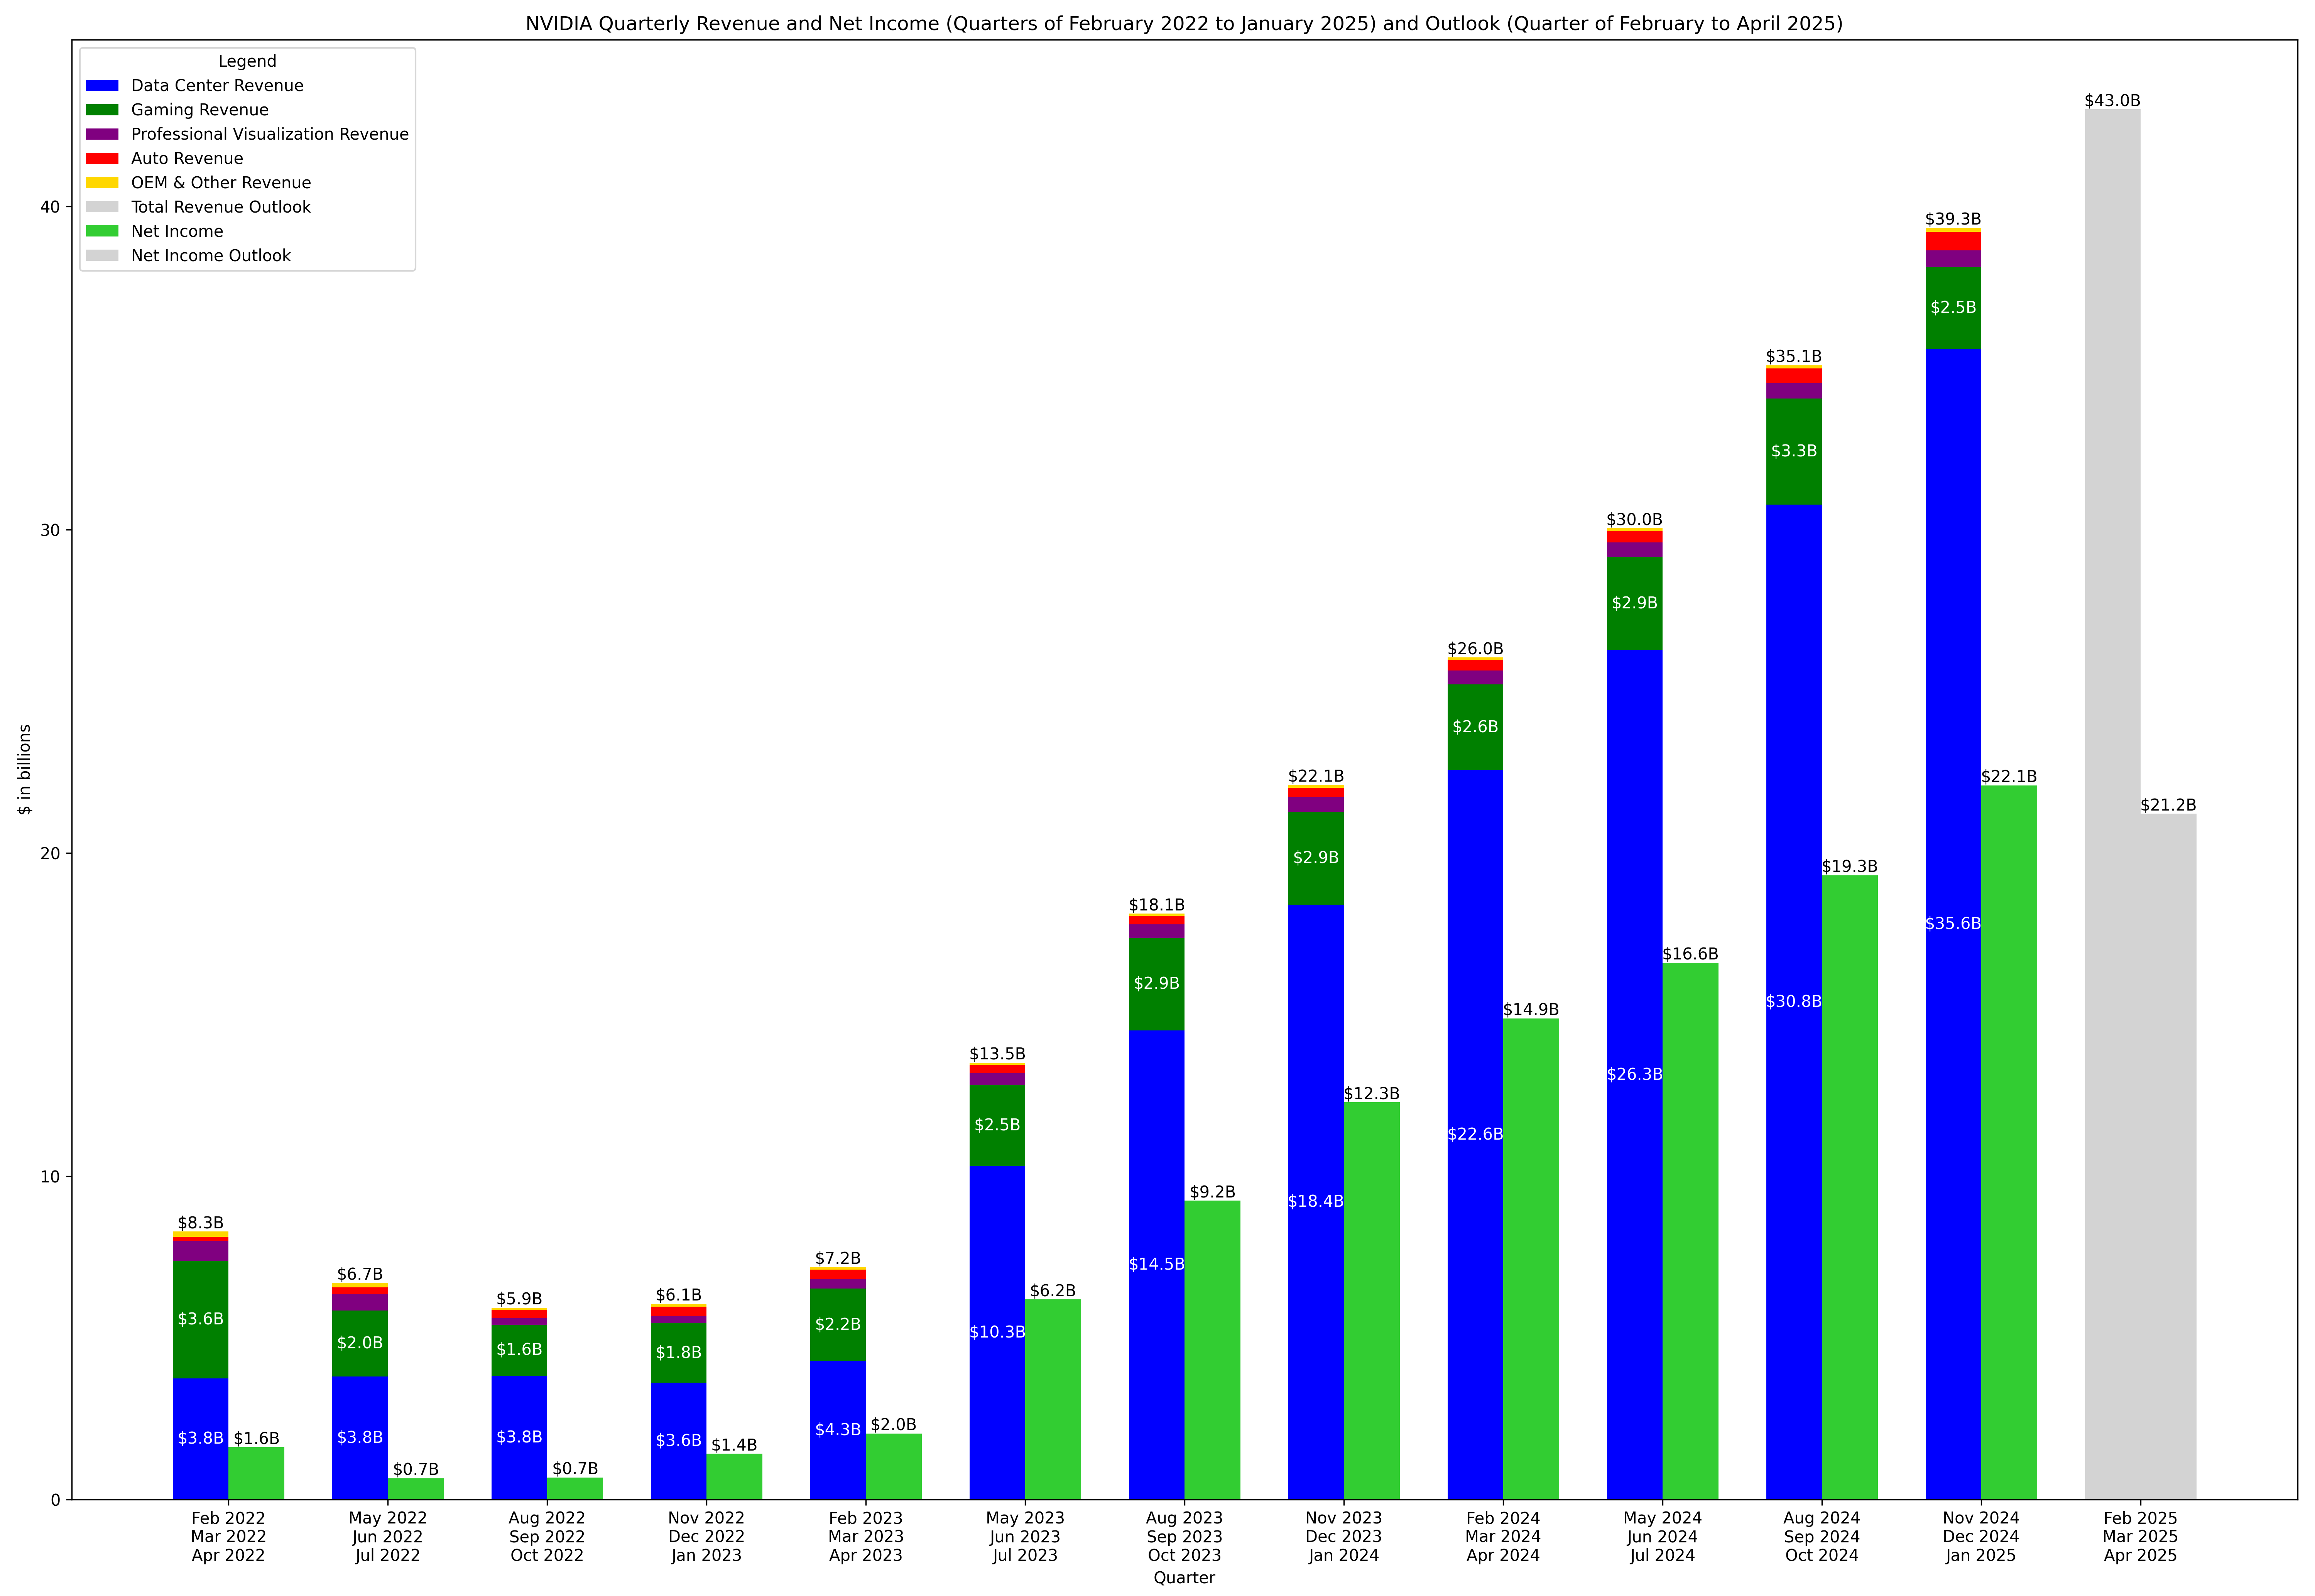 NVIDIA Quarterly Revenue and Net Income (Quarters of February 2022 to January 2025) and Outlook (Quarter of February to April 2025)
Legend
Data Center Revenue
Gaming Revenue
Professional Visualization Revenue
Auto Revenue
OEM & Other Revenue
Total Revenue Outlook
Net Income
Net Income Outlook
$ in billions
40
30
20
10
0
$8.3B
$3.6B
$3.8B
$1.6B
$6.7B
$2.0B
$3.8B
$0.7B
$5.9B
$1.6B
$3.8B
$0.7B
$6.1B
$1.8B
$3.6B
$1.4B
$7.2B
$2.2B
$4.3B
$2.0B
$13.5B
$2.5B
$10.3B
$6.2B
$18.1B
$2.9B
$14.5B
$9.2B
$22.1B
$2.9B
$18.4B
$12.3B
$26.0B
$2.6B
$22.6B
$14.9B
$30.0B
$2.9B
$26.3B
$16.6B
$35.1B
$3.3B
$30.8B
$19.3B
$39.3B
$2.5B
$35.6B
$22.1B
$43.0B
$21.2B
Feb 2022
Mar 2022
Apr 2022
May 2022
Jun 2022
Jul 2022
Aug 2022
Sep 2022
Oct 2022
Nov 2022
Dec 2022
Jan 2023
Feb 2023
Mar 2023
Apr 2023
May 2023
Jun 2023
Jul 2023
Aug 2023
Sep 2023
Oct 2023
Nov 2023
Dec 2023
Jan 2024
Feb 2024
Mar 2024
Apr 2024
May 2024
Jun 2024
Jul 2024
Aug 2024
Sep 2024
Oct 2024
Nov 2024
Dec 2024
Jan 2025
Feb 2025
Mar 2025
Apr 2025
Quarter